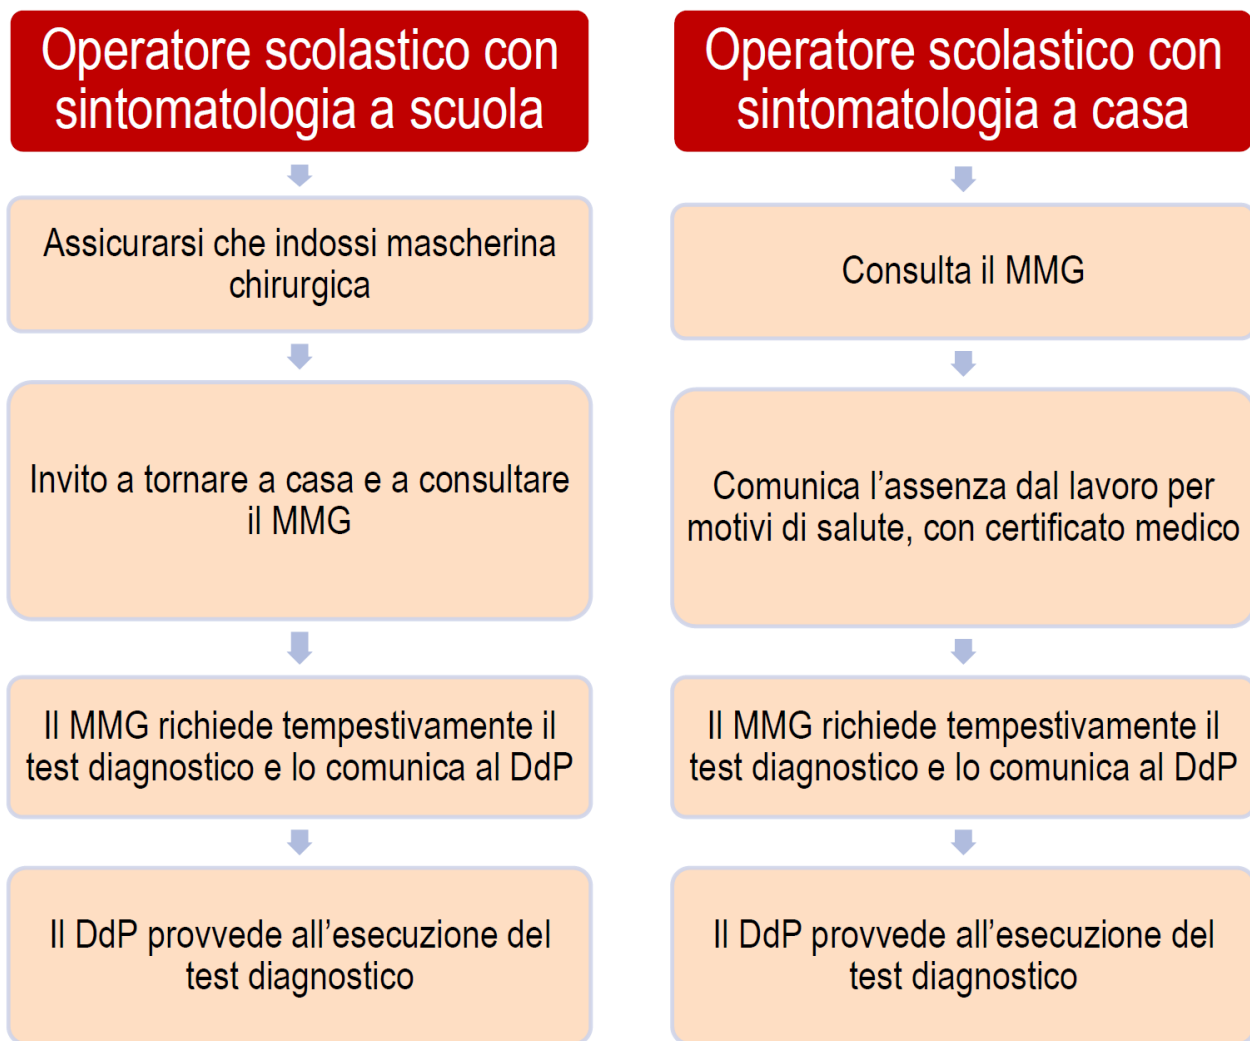 Operatore scolastico con
sintomatologia a scuola
Assicurarsi che indossi mascherina
chirurgica
Invito a tornare a casa e a consultare
il MMG
Il MMG richiede tempestivamente il
test diagnostico e lo comunica al DdP
Il DdP provvede all’esecuzione del
test diagnostico
Operatore scolastico con
sintomatologia a casa
Consulta il MMG
Comunica l’assenza dal lavoro per
motivi di salute, con certificato medico
Il MMG richiede tempestivamente il
test diagnostico e lo comunica al DdP
Il DdP provvede all’esecuzione del
test diagnostico